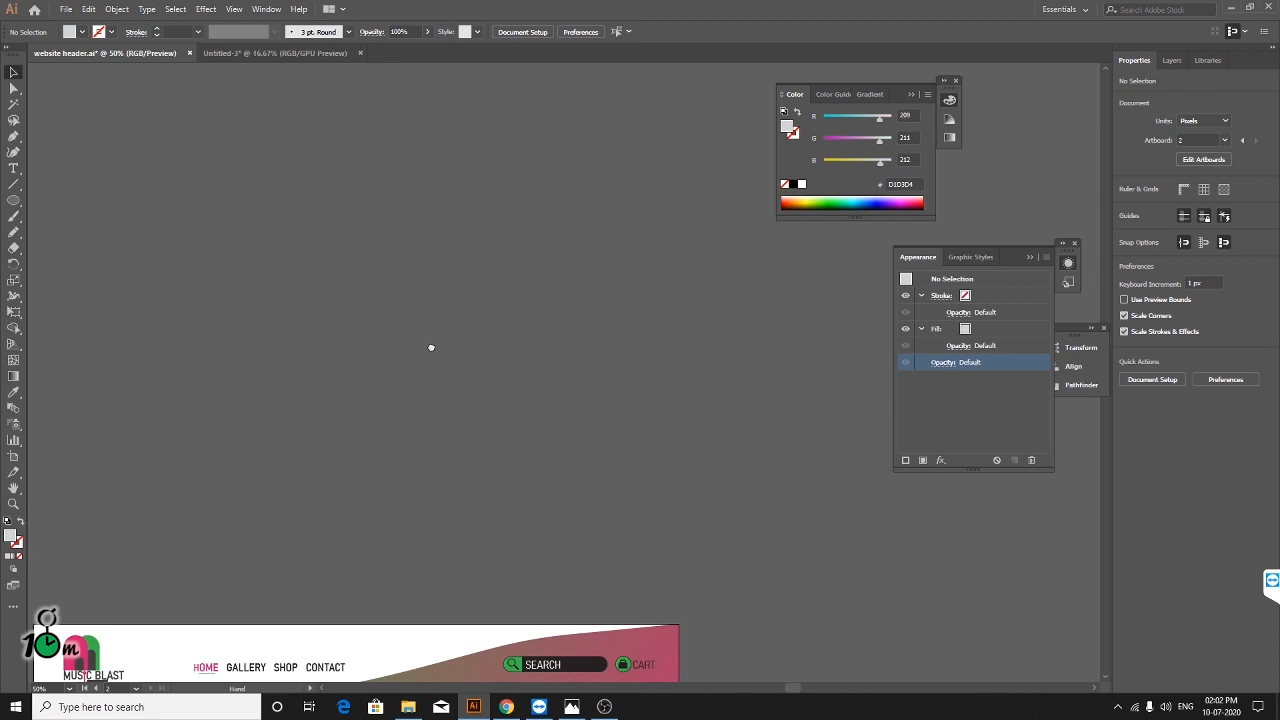 Ai File Edit Object Type Select Effect View Window Help Essentials Search Adobe Stock
No Selection Stroke: 3 pt. Round Opacity: 100% Style: Document Setup Preferences
website header.ai* @ 50% (RGB/Preview) × Untitled-3* @ 16.67% (RGB/GPU Preview) ×
Color Color Guide Gradient
R 209
G 211
B 212
# D1D3D4
Appearance Graphic Styles
No Selection
Stroke:
Opacity: Default
Fill:
Opacity: Default
Opacity: Default
fx
Transform
Align
Pathfinder
Properties Layers Libraries
No Selection
Document
Units: Pixels
Artboard: 2
Edit Artboards
Ruler & Grids
Guides
Snap Options
Preferences
Keyboard Increment: 1 px
Use Preview Bounds
Scale Corners
Scale Strokes & Effects
Quick Actions
Document Setup Preferences
10m
MUSIC BLAST
HOME GALLERY SHOP CONTACT
SEARCH
CART
50% 2 Hand
Type here to search
Ai
02:02 PM
10-07-2020